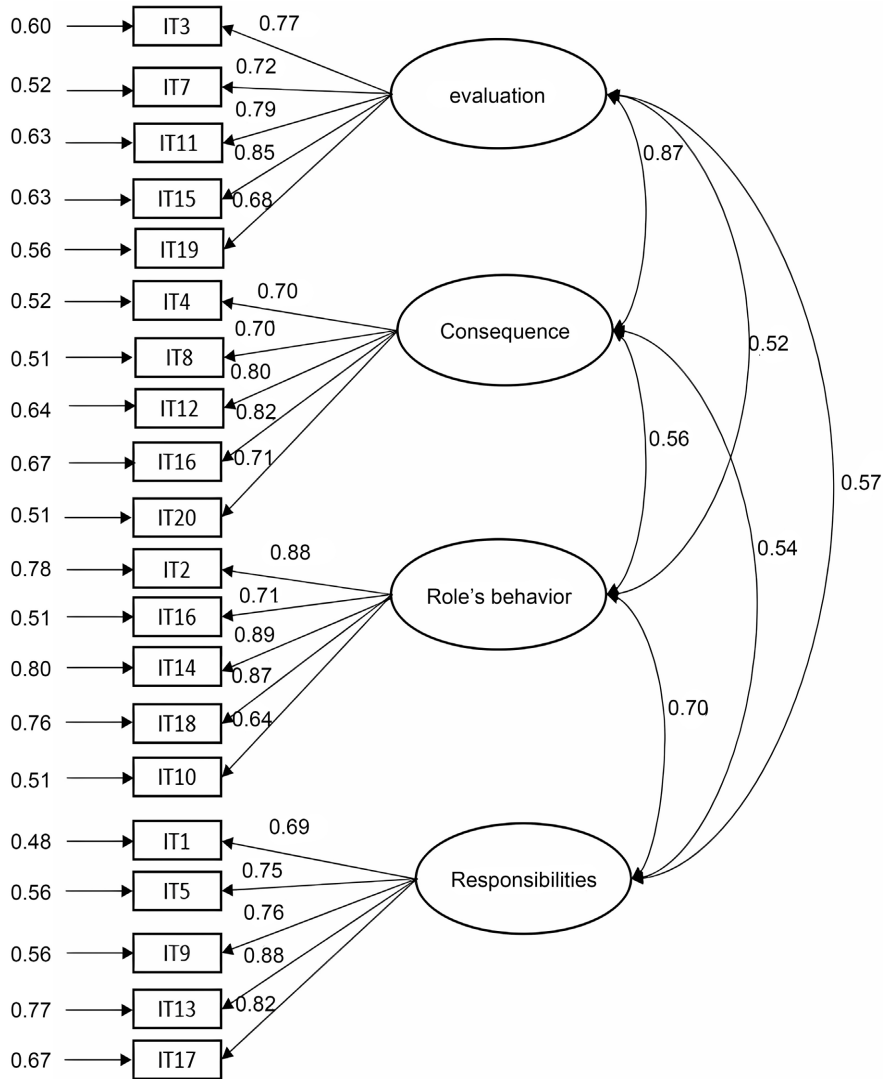 0.60 IT3 0.77
0.52 IT7 0.72
0.63 IT11 0.79
0.63 IT15 0.85
0.56 IT19 0.68
evaluation
0.87
0.52 IT4 0.70
0.51 IT8 0.70
0.64 IT12 0.80
0.67 IT16 0.82
0.51 IT20 0.71
Consequence
0.52
0.56
0.57
0.54
0.78 IT2 0.88
0.51 IT16 0.71
0.80 IT14 0.89
0.76 IT18 0.87
0.51 IT10 0.64
Role’s behavior
0.70
0.48 IT1 0.69
0.56 IT5 0.75
0.56 IT9 0.76
0.77 IT13 0.88
0.67 IT17 0.82
Responsibilities